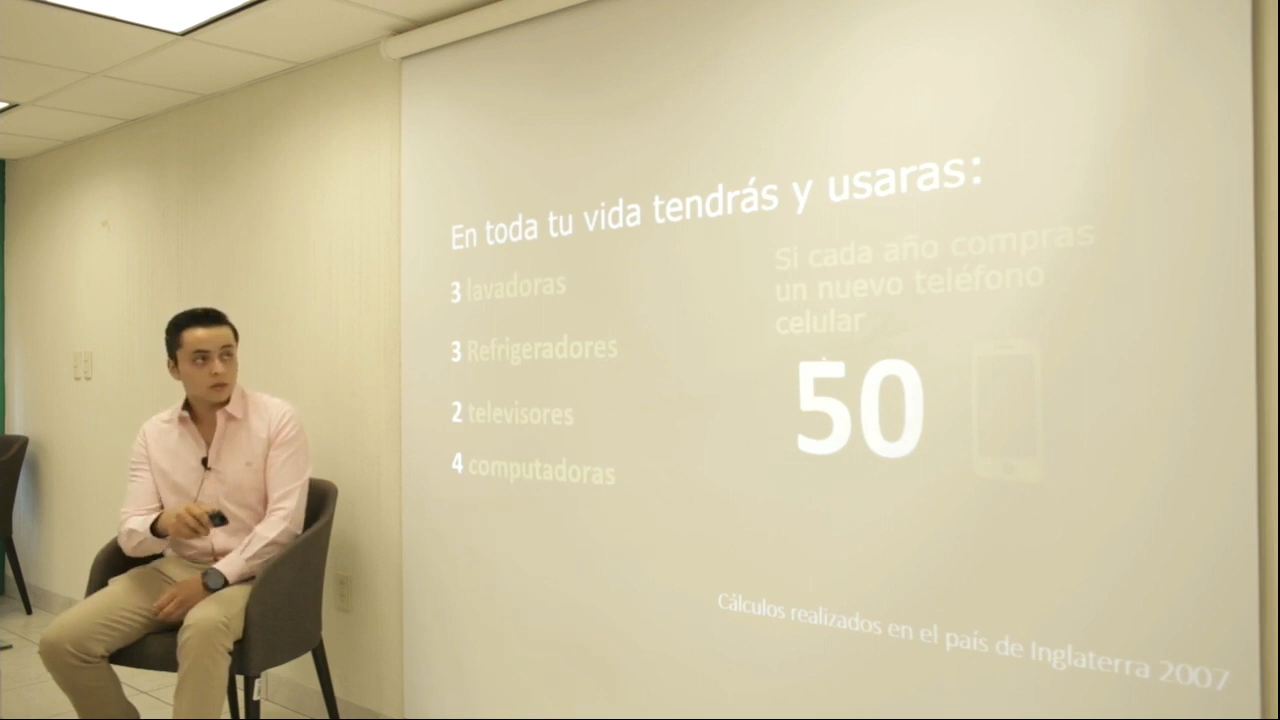 En toda tu vida tendrás y usaras:
3 lavadoras
3 Refrigeradores
2 televisores
4 computadoras
Si cada año compras
un nuevo teléfono
celular
50
Cálculos realizados en el país de Inglaterra 2007